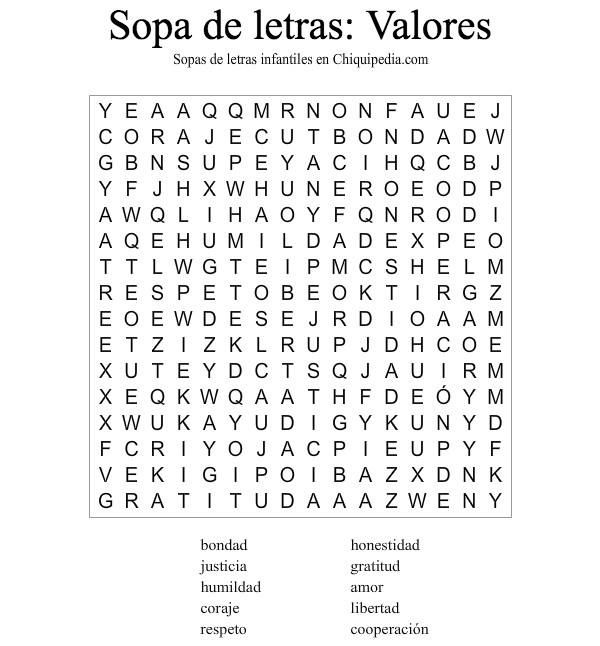 Sopa de letras: Valores
Sopas de letras infantiles en Chiquipedia.com
Y E A A Q Q M R N O N F A U E J
C O R A J E C U T B O N D A D W
G B N S U P E Y A C I H Q C B J
Y F J H X W H U N E R O E O D P
A W Q L I H A O Y F Q N R O D I
A Q E H U M I L D A D E X P E O
T T L W G T E I P M C S H E L M
R E S P E T O B E O K T I R G Z
E O E W D E S E J R D I O A A M
E T Z I Z K L R U P J D H C O E
X U T E Y D C T S Q J A U I R M
X E Q K W Q A A T H F D E Ó Y M
X W U K A Y U D I G Y K U N Y D
F C R I Y O J A C P I E U P Y F
V E K I G I P O I B A Z X D N K
G R A T I T U D A A A Z W E N Y
bondad honestidad
justicia gratitud
humildad amor
coraje libertad
respeto cooperación